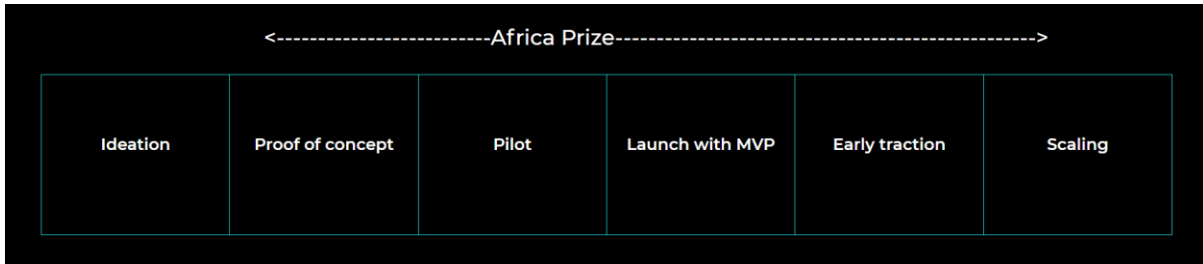 <--------------------------Africa Prize--------------------------------------------------->
Ideation
Proof of concept
Pilot
Launch with MVP
Early traction
Scaling